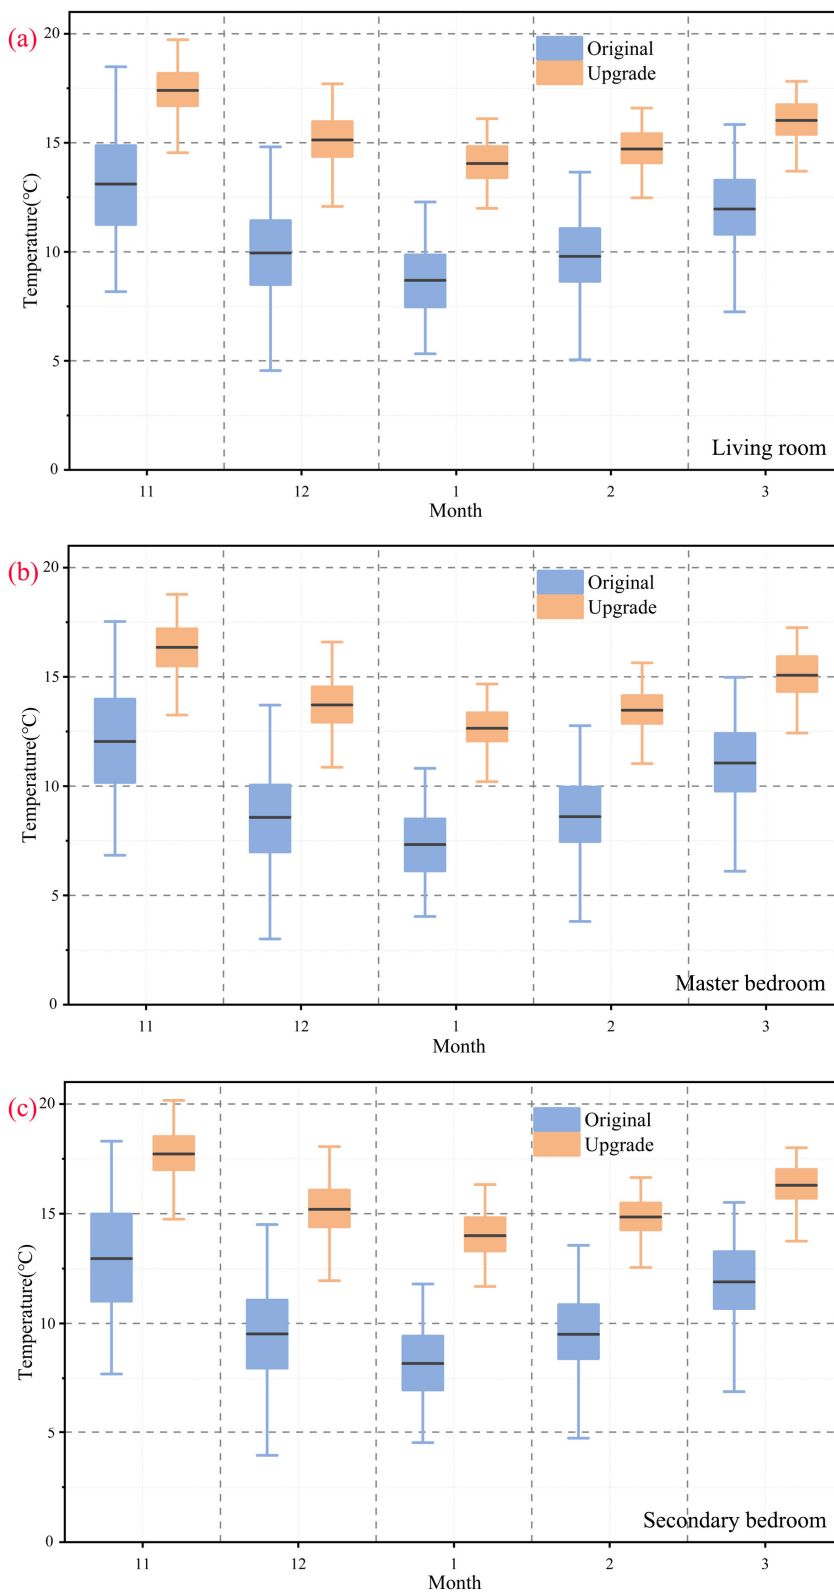 (a)
20
Original
Upgrade
15
Temperature(°C)
10
5
Living room
0
11
12
1
2
3
Month
(b)
20
Original
Upgrade
15
Temperature(°C)
10
5
Master bedroom
0
11
12
1
2
3
Month
(c)
20
Original
Upgrade
15
Temperature(°C)
10
5
Secondary bedroom
0
11
12
1
2
3
Month